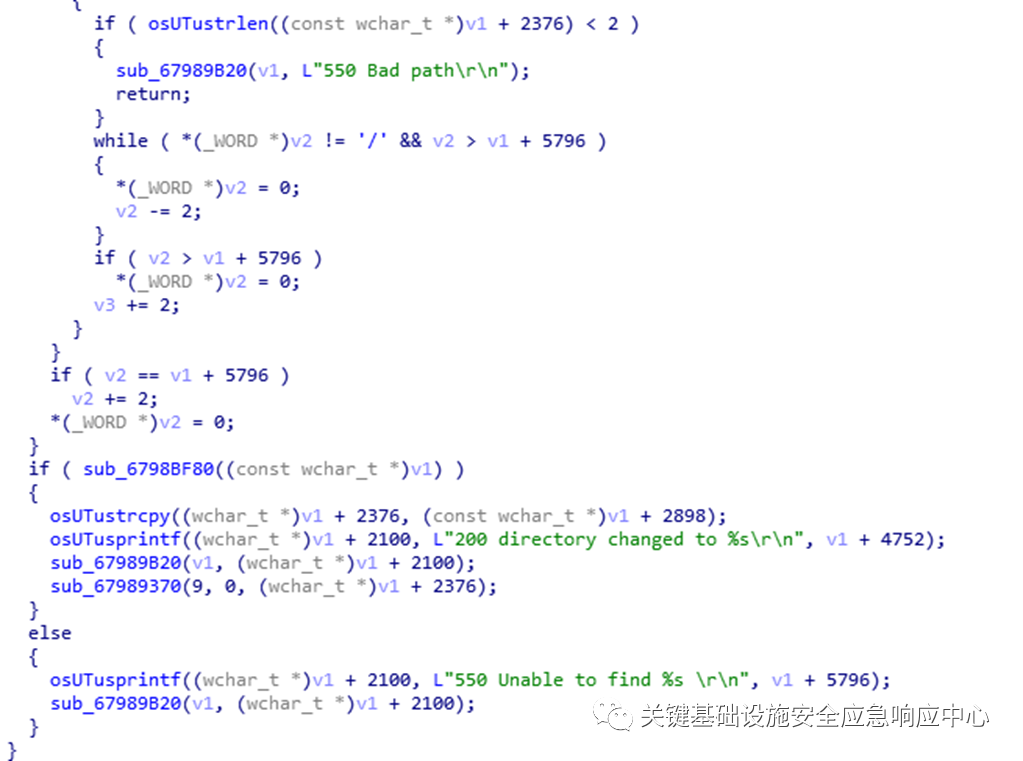 {
if ( osUTustrlen((const wchar_t *)v1 + 2376) < 2 )
{
sub_67989B20(v1, L"550 Bad path\r\n");
return;
}
while ( *(_WORD *)v2 != '/' && v2 > v1 + 5796 )
{
*(_WORD *)v2 = 0;
v2 -= 2;
}
if ( v2 > v1 + 5796 )
*(_WORD *)v2 = 0;
v3 += 2;
}
}
if ( v2 == v1 + 5796 )
v2 += 2;
*(_WORD *)v2 = 0;
}
if ( sub_6798BF80((const wchar_t *)v1) )
{
osUTustrcpy((wchar_t *)v1 + 2376, (const wchar_t *)v1 + 2898);
osUTusprintf((wchar_t *)v1 + 2100, L"200 directory changed to %s\r\n", v1 + 4752);
sub_67989B20(v1, (wchar_t *)v1 + 2100);
sub_67989370(9, 0, (wchar_t *)v1 + 2376);
}
else
{
osUTusprintf((wchar_t *)v1 + 2100, L"550 Unable to find %s \r\n", v1 + 5796);
sub_67989B20(v1, (wchar_t *)v1 + 2100);
}
关键基础设施安全应急响应中心
}